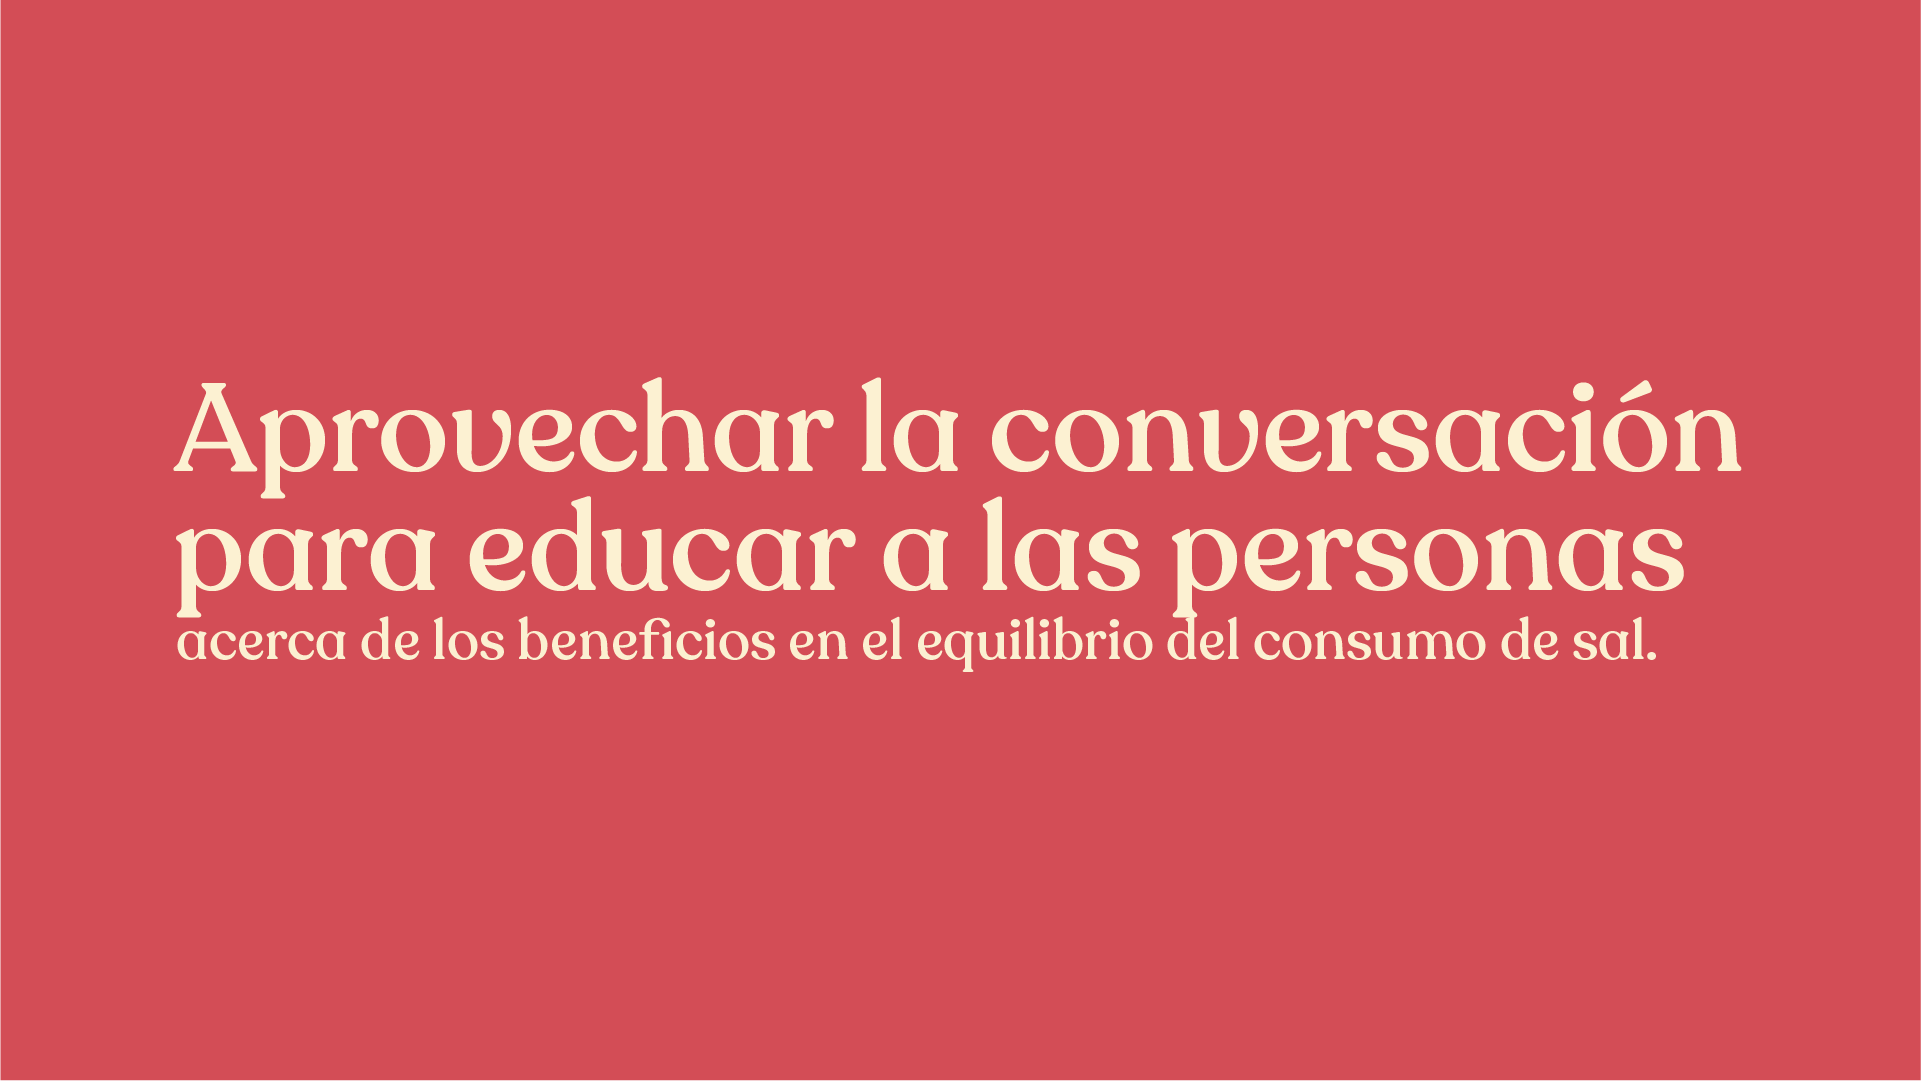 Aprovechar la conversación
para educar a las personas
acerca de los beneficios en el equilibrio del consumo de sal.